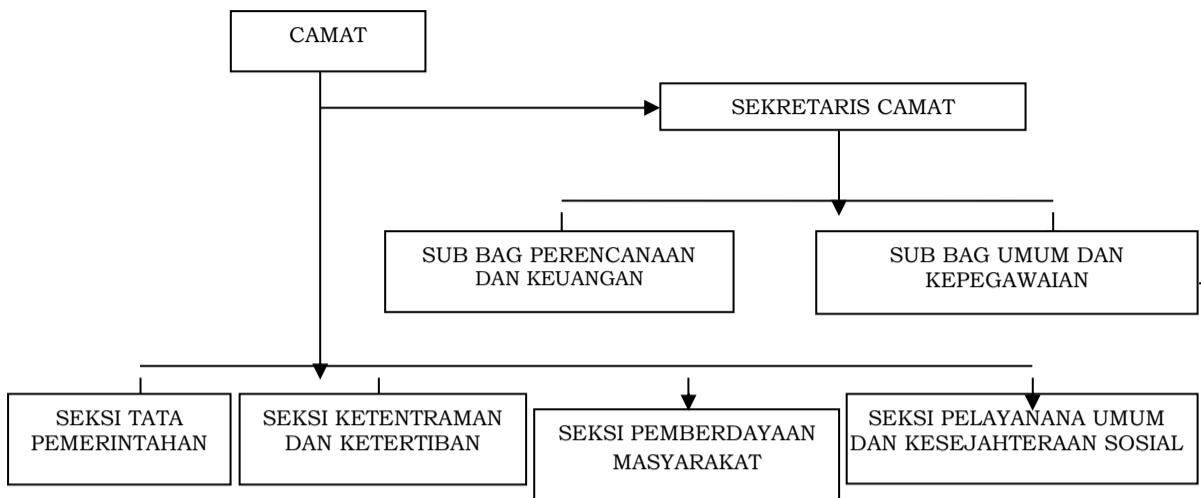 CAMAT
SEKRETARIS CAMAT
SUB BAG PERENCANAAN
DAN KEUANGAN
SUB BAG UMUM DAN
KEPEGAWAIAN
SEKSI TATA
PEMERINTAHAN
SEKSI KETENTRAMAN
DAN KETERTIBAN
SEKSI PEMBERDAYAAN
MASYARAKAT
SEKSI PELAYANANA UMUM
DAN KESEJAHTERAAN SOSIAL